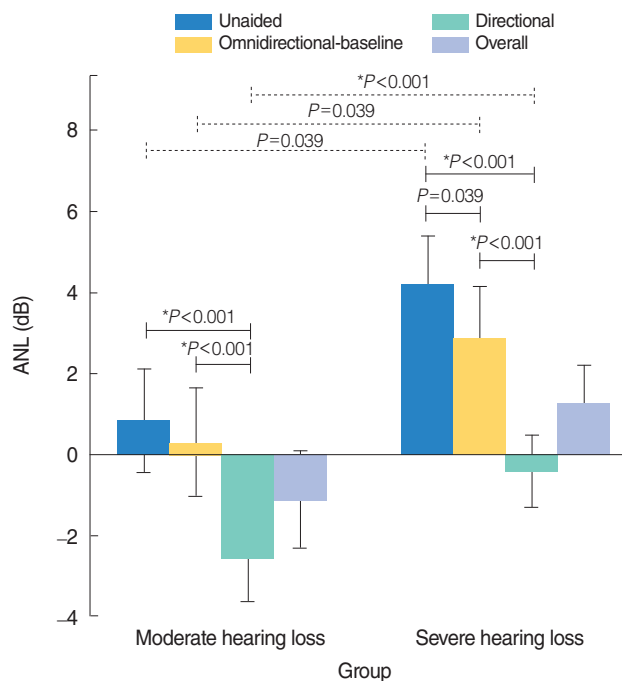 Unaided
Directional
Omnidirectional-baseline
Overall
*P<0.001
P=0.039
P=0.039
*P<0.001
P=0.039
*P<0.001
*P<0.001
*P<0.001
8
6
4
2
0
–2
–4
ANL (dB)
Moderate hearing loss
Severe hearing loss
Group